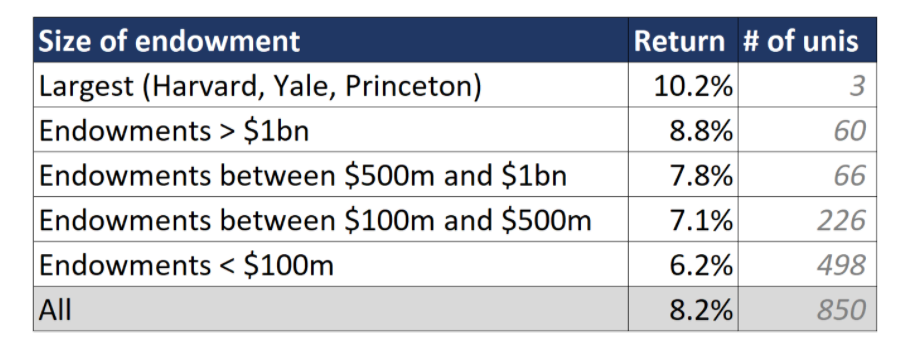 Size of endowment Return # of unis
Largest (Harvard, Yale, Princeton) 10.2% 3
Endowments > $1bn 8.8% 60
Endowments between $500m and $1bn 7.8% 66
Endowments between $100m and $500m 7.1% 226
Endowments < $100m 6.2% 498
All 8.2% 850